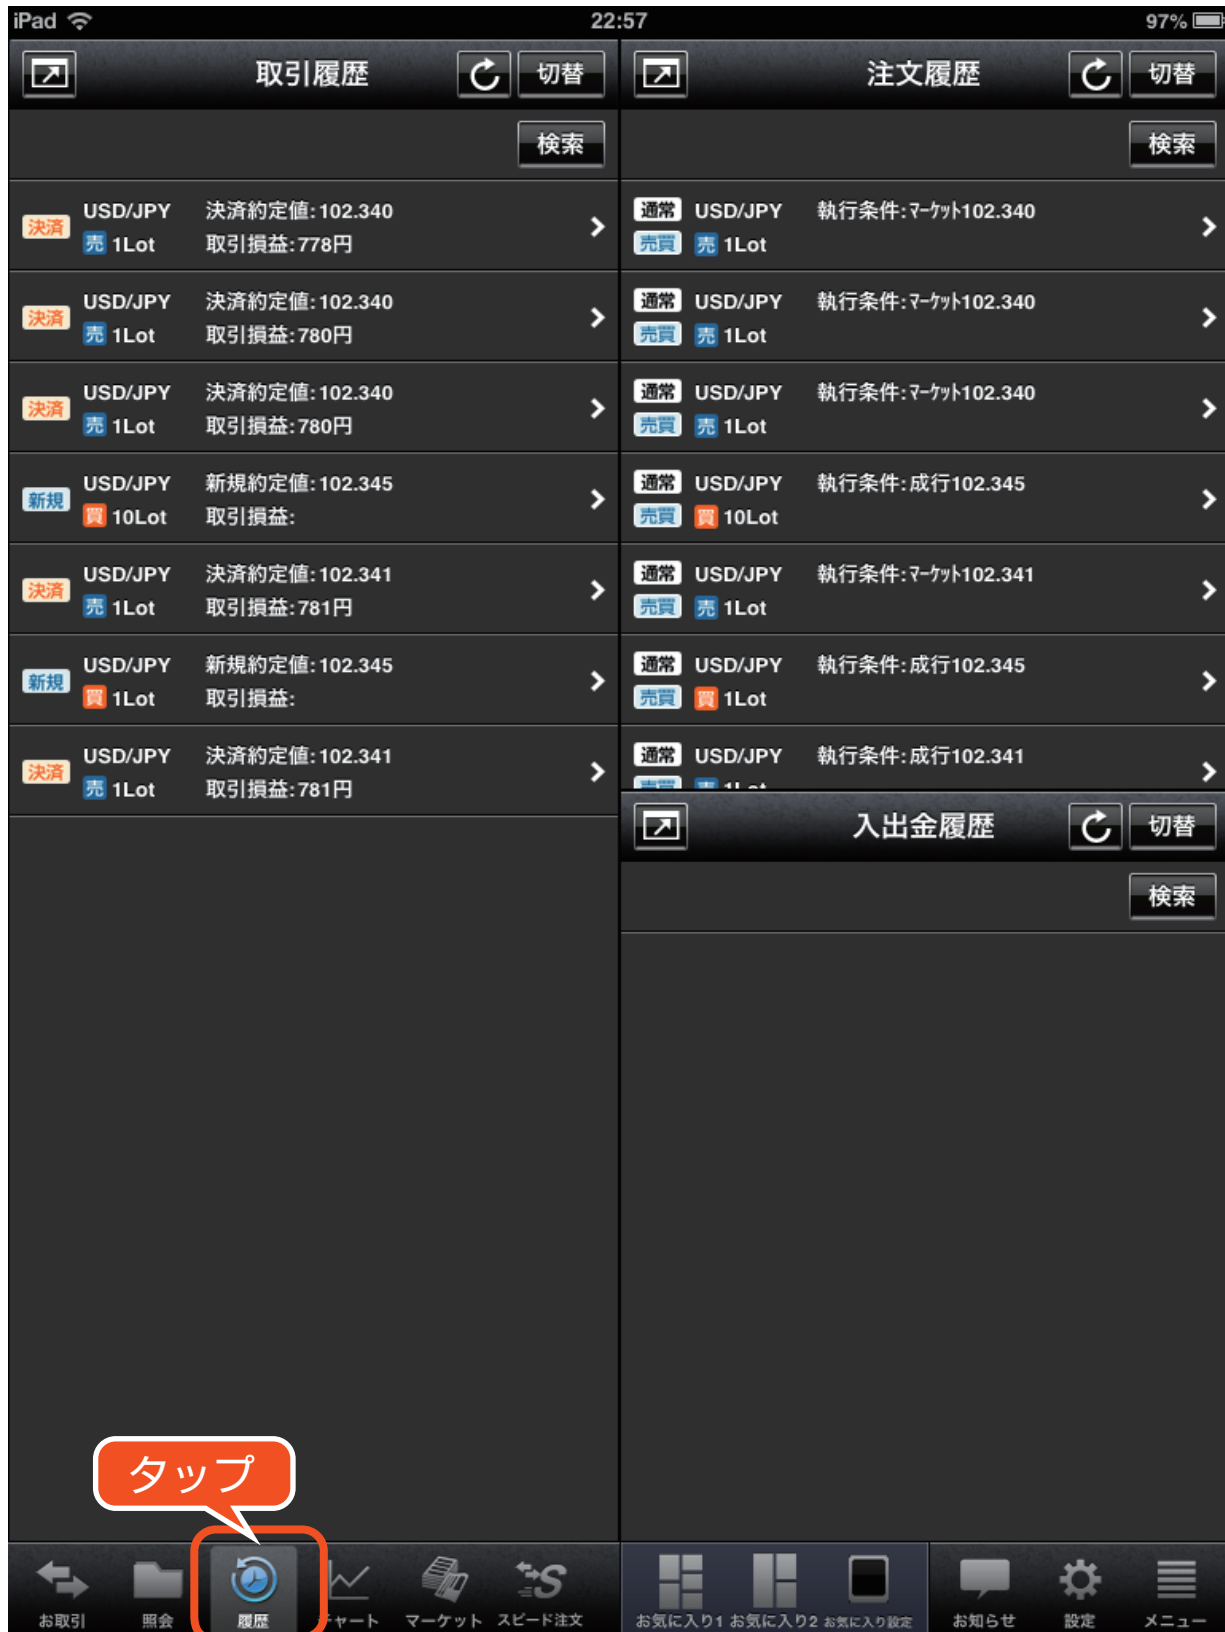 iPad 22:57 97%
取引履歴 切替
検索
決済 USD/JPY 決済約定値:102.340
売 1Lot 取引損益:778円
決済 USD/JPY 決済約定値:102.340
売 1Lot 取引損益:780円
決済 USD/JPY 決済約定値:102.340
売 1Lot 取引損益:780円
新規 USD/JPY 新規約定値:102.345
買 10Lot 取引損益:
決済 USD/JPY 決済約定値:102.341
売 1Lot 取引損益:781円
新規 USD/JPY 新規約定値:102.345
買 1Lot 取引損益:
決済 USD/JPY 決済約定値:102.341
売 1Lot 取引損益:781円
注文履歴 切替
検索
通常 USD/JPY 執行条件:ﾏｰｹｯﾄ102.340
売買 売 1Lot
通常 USD/JPY 執行条件:ﾏｰｹｯﾄ102.340
売買 売 1Lot
通常 USD/JPY 執行条件:ﾏｰｹｯﾄ102.340
売買 売 1Lot
通常 USD/JPY 執行条件:成行102.345
売買 買 10Lot
通常 USD/JPY 執行条件:ﾏｰｹｯﾄ102.341
売買 売 1Lot
通常 USD/JPY 執行条件:成行102.345
売買 買 1Lot
通常 USD/JPY 執行条件:成行102.341
売買 売 1Lot
入出金履歴 切替
検索
タップ
お取引 照会 履歴 チャート マーケット スピード注文 お気に入り1 お気に入り2 お気に入り設定 お知らせ 設定 メニュー